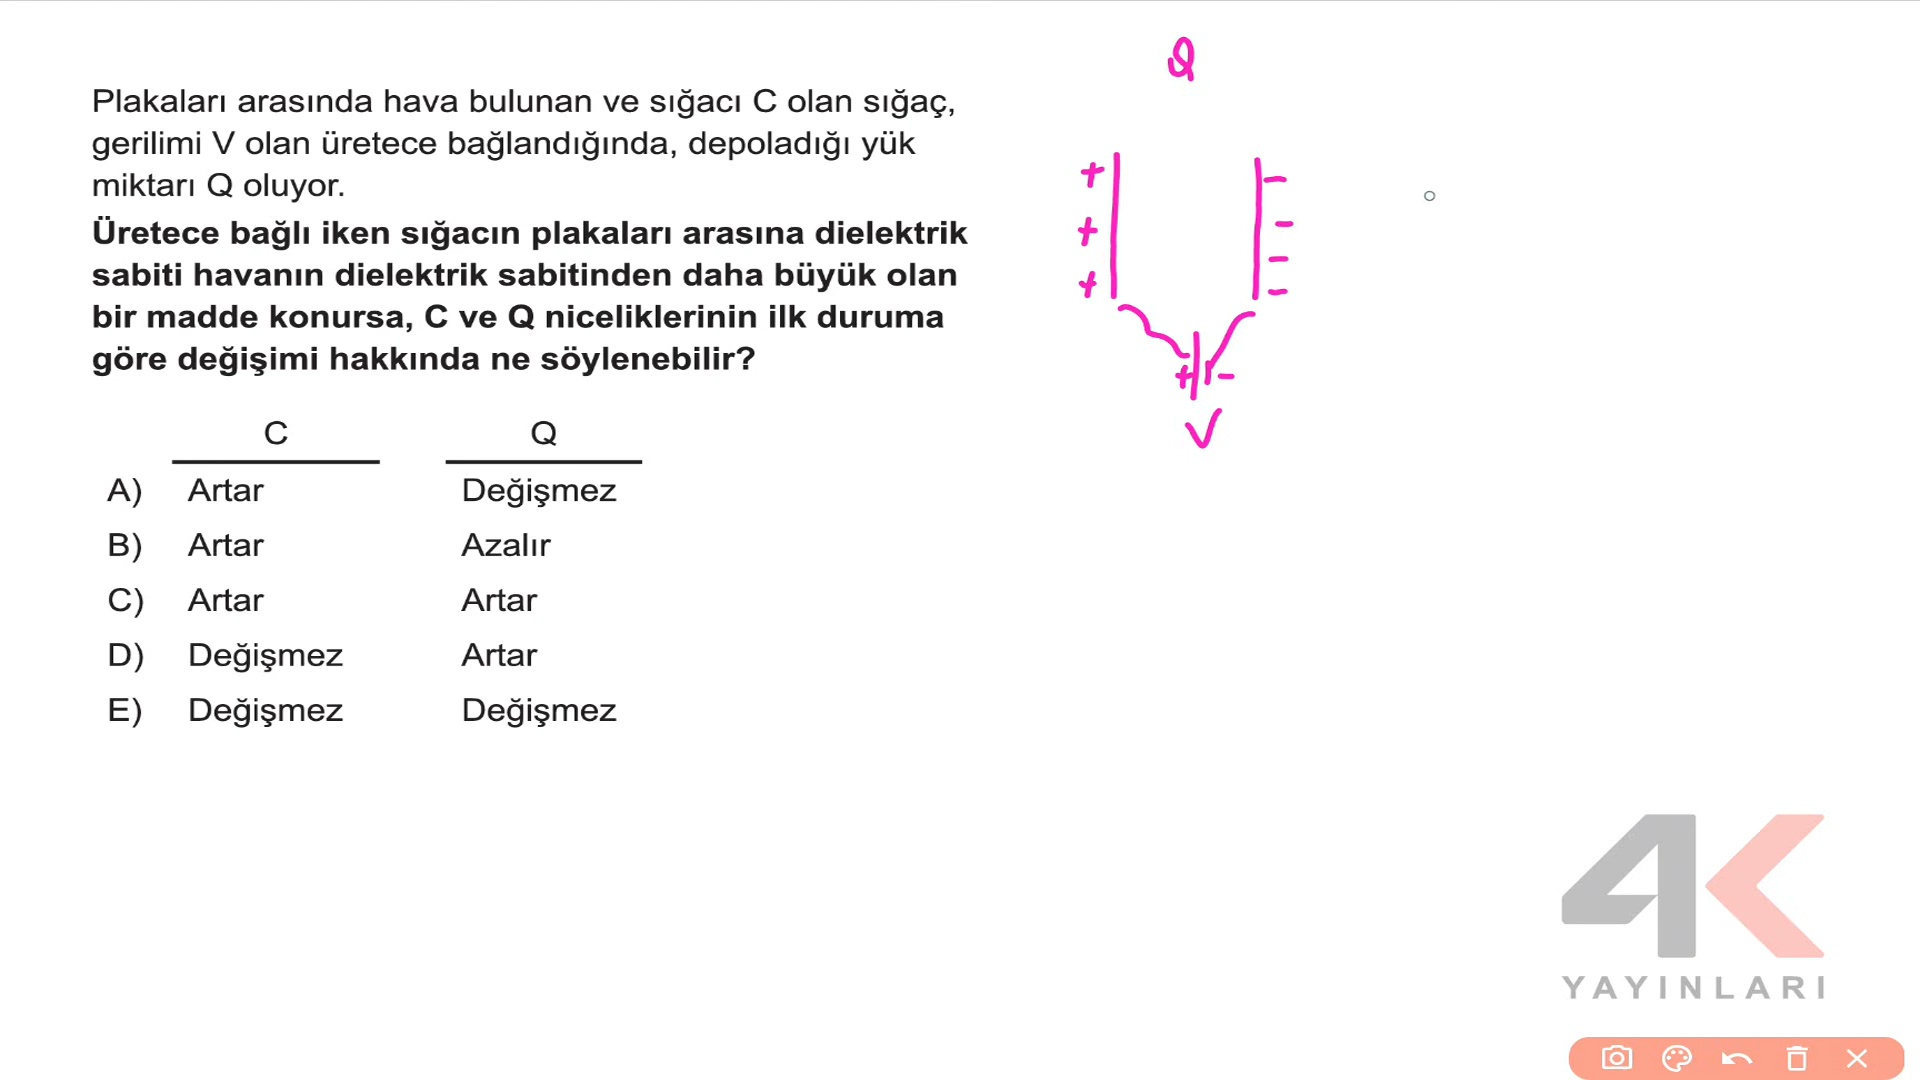 Plakaları arasında hava bulunan ve sığacı C olan sığaç,
gerilimi V olan üretece bağlandığında, depoladığı yük
miktarı Q oluyor.
Üretece bağlı iken sığacın plakaları arasına dielektrik
sabiti havanın dielektrik sabitinden daha büyük olan
bir madde konursa, C ve Q niceliklerinin ilk duruma
göre değişimi hakkında ne söylenebilir?
C Q
A) Artar Değişmez
B) Artar Azalır
C) Artar Artar
D) Değişmez Artar
E) Değişmez Değişmez
Q
+ -
+ -
-
+ -
+ -
V
4K
YAYINLARI